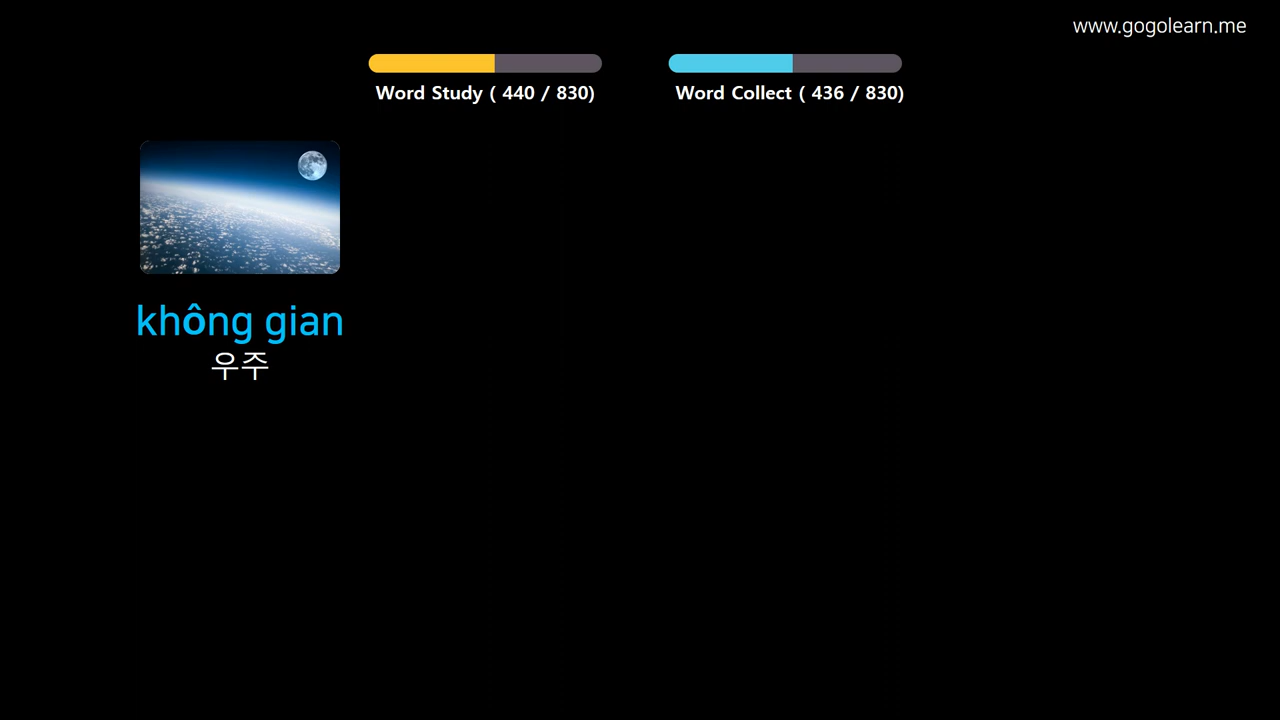 www.gogolearn.me
Word Study ( 440 / 830)
Word Collect ( 436 / 830)
không gian
우주